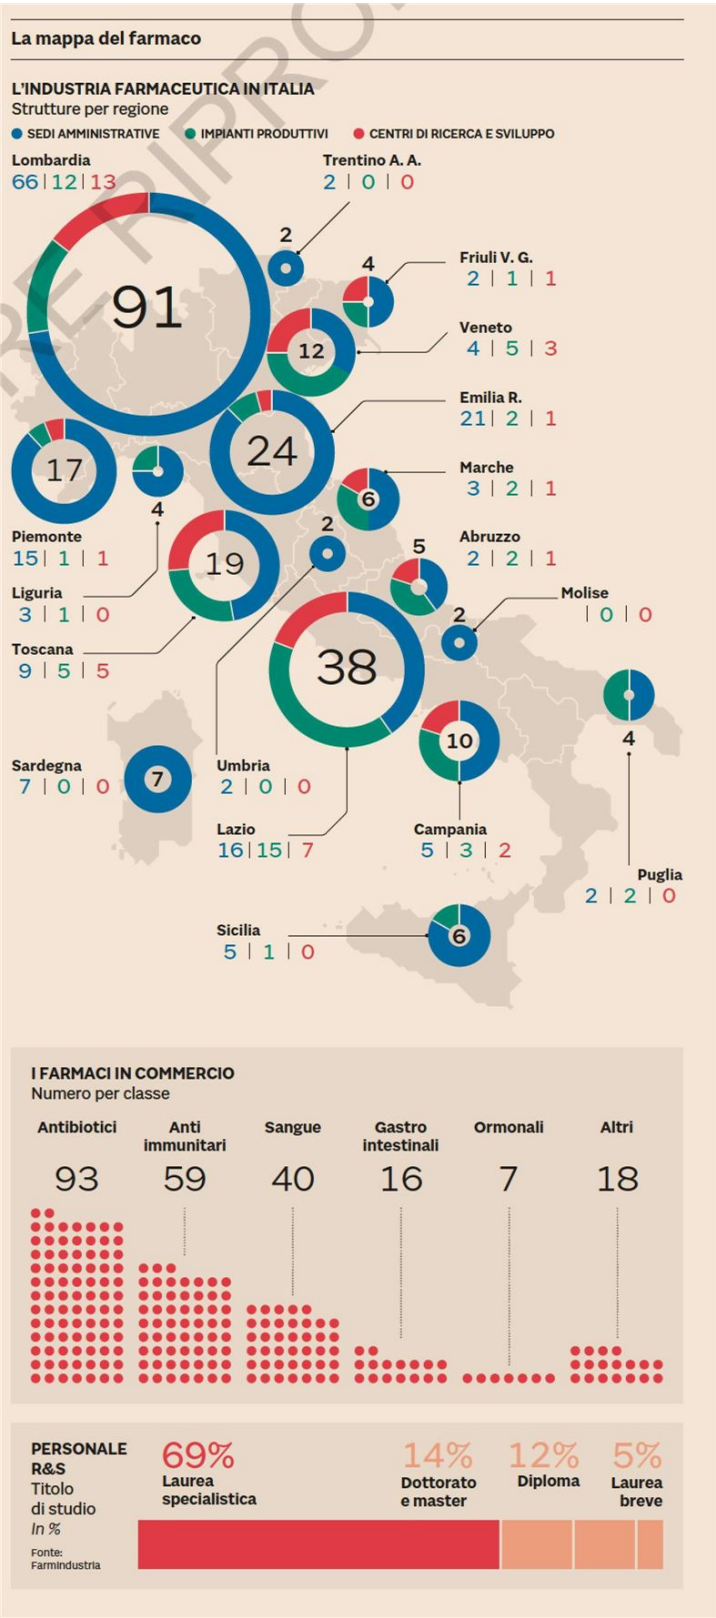 La mappa del farmaco
L'INDUSTRIA FARMACEUTICA IN ITALIA
Strutture per regione
SEDI AMMINISTRATIVE IMPIANTI PRODUTTIVI CENTRI DI RICERCA E SVILUPPO
Lombardia
66|12|13
91
Trentino A. A.
2 | 0 | 0
2
Friuli V. G.
2 | 1 | 1
4
Veneto
4 | 5 | 3
12
Emilia R.
21| 2 | 1
24
Marche
3 | 2 | 1
6
Piemonte
15| 1 | 1
17
Liguria
3 | 1 | 0
4
Toscana
9 | 5 | 5
19
Abruzzo
2 | 2 | 1
5
Molise
| 0 | 0
2
Sardegna
7 | 0 | 0
7
Umbria
2 | 0 | 0
2
Lazio
16|15| 7
38
Campania
5 | 3 | 2
10
Puglia
2 | 2 | 0
4
Sicilia
5 | 1 | 0
6
I FARMACI IN COMMERCIO
Numero per classe
Antibiotici
93
Anti
immunitari
59
Sangue
40
Gastro
intestinali
16
Ormonali
7
Altri
18
PERSONALE
R&S
Titolo
di studio
In %
69%
Laurea
specialistica
14%
Dottorato
e master
12%
Diploma
5%
Laurea
breve
Fonte:
Farmindustria
RE RIPRO